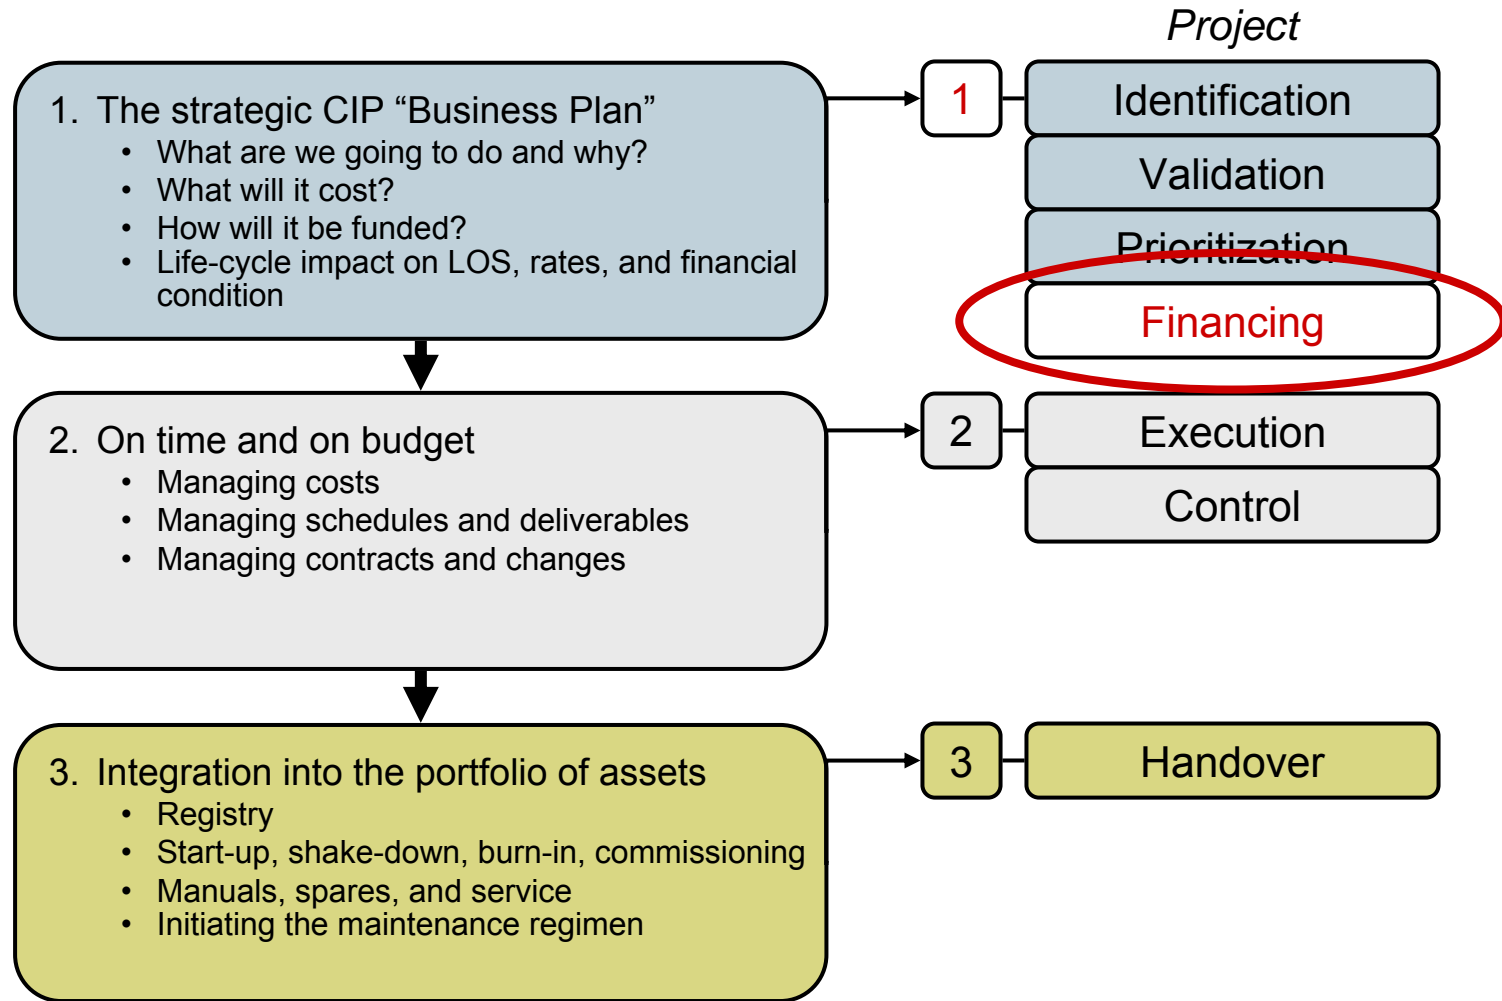 Project
1. The strategic CIP “Business Plan”
• What are we going to do and why?
• What will it cost?
• How will it be funded?
• Life-cycle impact on LOS, rates, and financial
condition
1
Identification
Validation
Prioritization
Financing
2. On time and on budget
• Managing costs
• Managing schedules and deliverables
• Managing contracts and changes
2
Execution
Control
3. Integration into the portfolio of assets
• Registry
• Start-up, shake-down, burn-in, commissioning
• Manuals, spares, and service
• Initiating the maintenance regimen
3
Handover